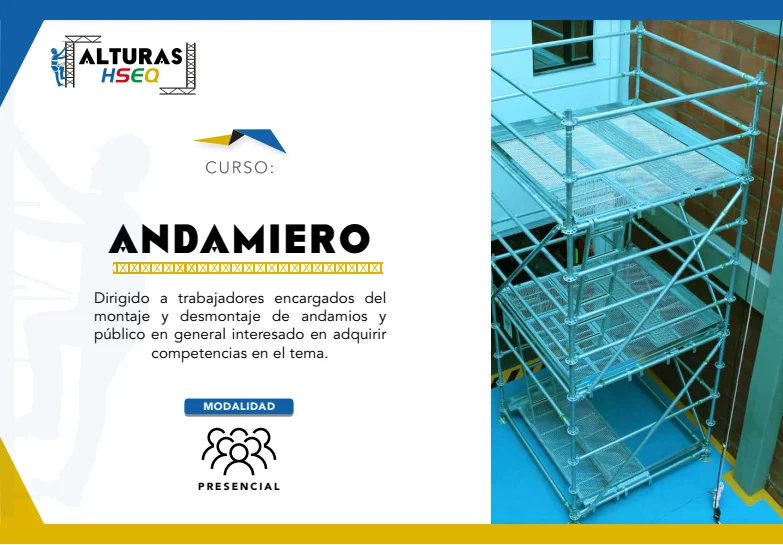 ALTURAS
HSEQ
CURSO:
ANDAMIERO
Dirigido a trabajadores encargados del
montaje y desmontaje de andamios y
público en general interesado en adquirir
competencias en el tema.
MODALIDAD
PRESENCIAL